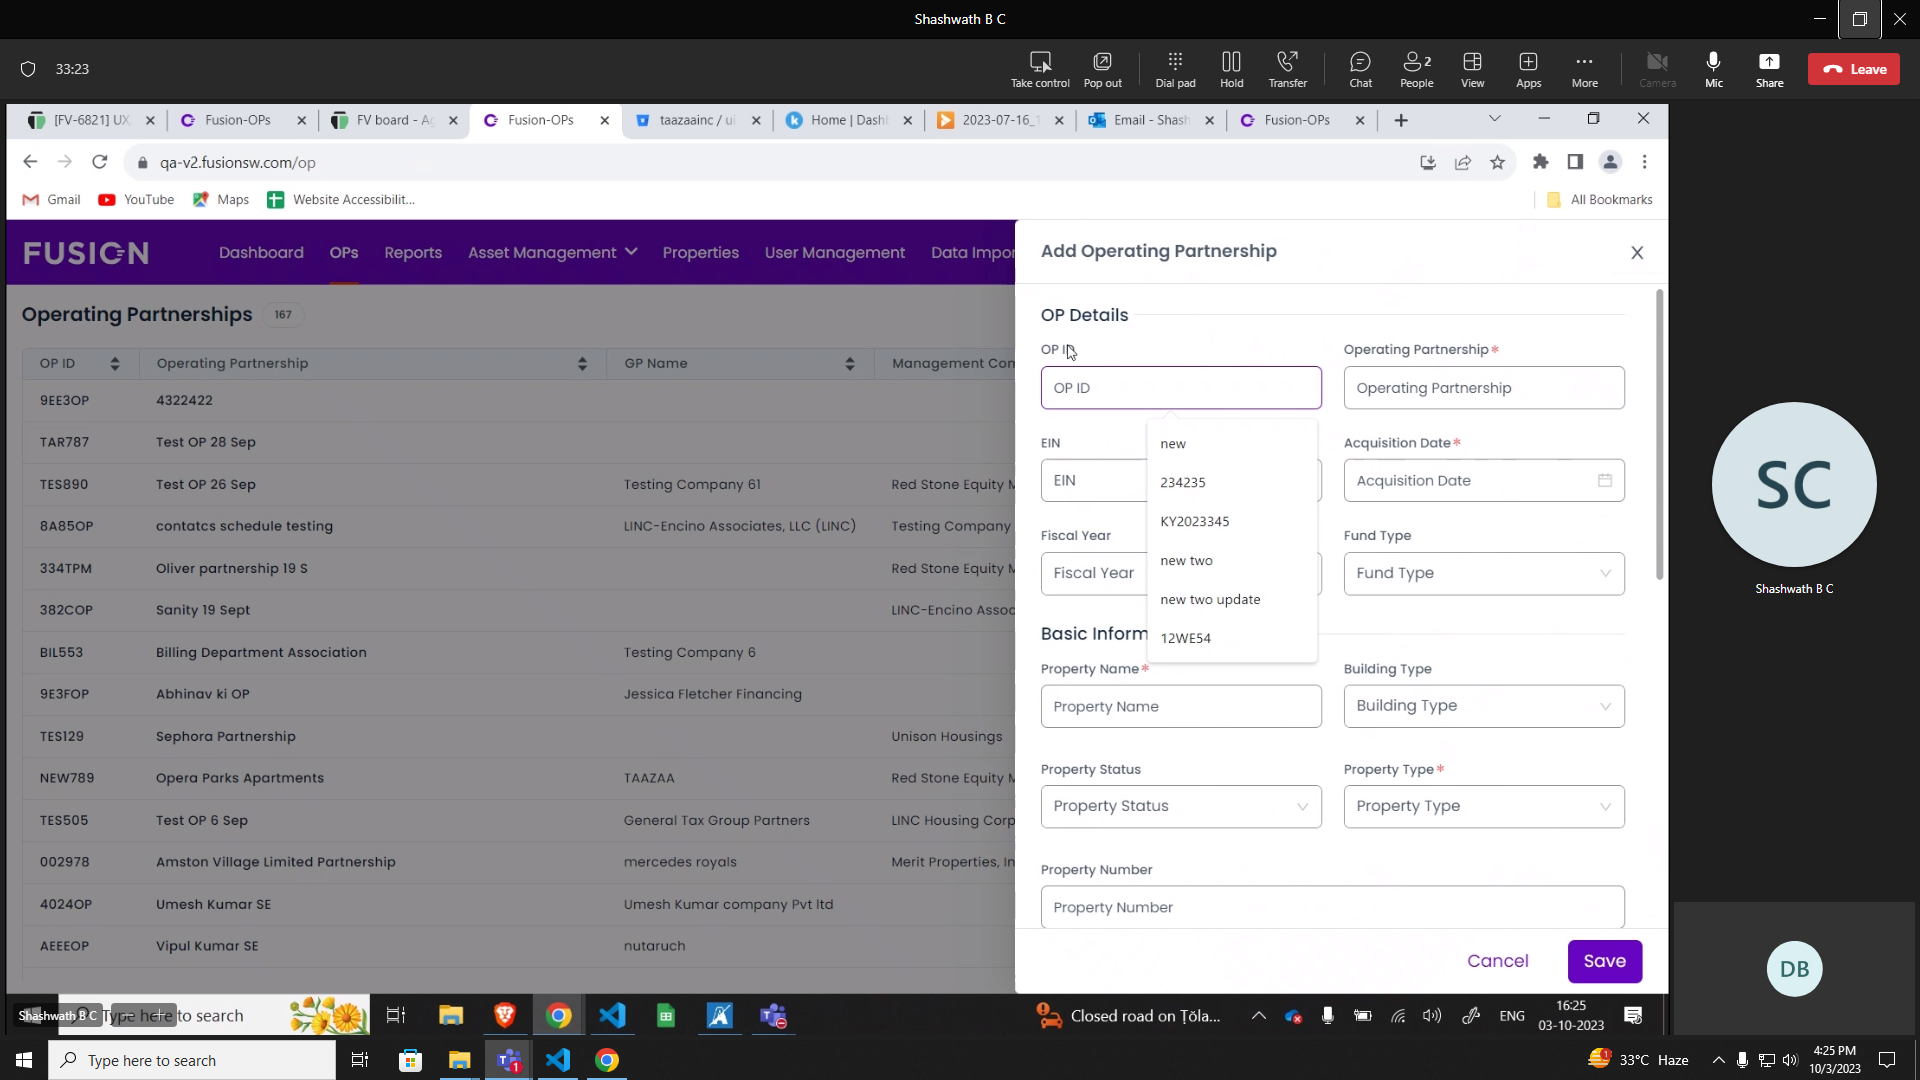 Shashwath B C
33:23
Take control
Pop out
Dial pad
Hold
Transfer
Chat
2
People
View
Apps
More
Camera
Mic
Share
Leave
[FV-6821] UX
Fusion-OPs
FV board - Ag
Fusion-OPs
taazaainc / ui
Home | Dash
2023-07-16_1
Email - Shash
Fusion-OPs
qa-v2.fusionsw.com/op
Gmail
YouTube
Maps
Website Accessibilit...
All Bookmarks
FUSION
Dashboard
OPs
Reports
Asset Management
Properties
User Management
Data Impor
Operating Partnerships 167
OP ID
Operating Partnership
GP Name
Management Com
9EE3OP
4322422
TAR787
Test OP 28 Sep
TES890
Test OP 26 Sep
Testing Company 61
Red Stone Equity M
8A85OP
contatcs schedule testing
LINC-Encino Associates, LLC (LINC)
Testing Company
334TPM
Oliver partnership 19 S
Red Stone Equity M
382COP
Sanity 19 Sept
LINC-Encino Assoc
BIL553
Billing Department Association
Testing Company 6
9E3FOP
Abhinav ki OP
Jessica Fletcher Financing
TES129
Sephora Partnership
Unison Housings
NEW789
Opera Parks Apartments
TAAZAA
Red Stone Equity M
TES505
Test OP 6 Sep
General Tax Group Partners
LINC Housing Corp
002978
Amston Village Limited Partnership
mercedes royals
Merit Properties, In
4024OP
Umesh Kumar SE
Umesh Kumar company Pvt ltd
AEEEOP
Vipul Kumar SE
nutaruch
Add Operating Partnership
OP Details
OP ID
Operating Partnership*
OP ID
Operating Partnership
EIN
Acquisition Date*
EIN
Acquisition Date
new
234235
KY2023345
new two
new two update
12WE54
Fiscal Year
Fund Type
Fiscal Year
Fund Type
Basic Inform
Property Name*
Building Type
Property Name
Building Type
Property Status
Property Type*
Property Status
Property Type
Property Number
Property Number
Cancel
Save
SC
Shashwath B C
DB
Shashwath B C
Type here to search
Closed road on Ṭōla...
ENG
16:25
03-10-2023
Type here to search
1
1
33°C Haze
4:25 PM
10/3/2023